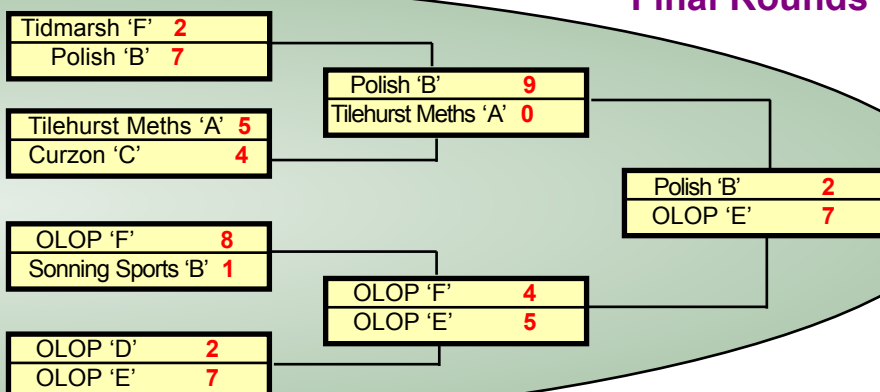 Final Rounds
Tidmarsh ‘F’ 2
Polish ‘B’ 7
Tilehurst Meths ‘A’ 5
Curzon ‘C’ 4
OLOP ‘F’ 8
Sonning Sports ‘B’ 1
OLOP ‘D’ 2
OLOP ‘E’ 7
Polish ‘B’ 9
Tilehurst Meths ‘A’ 0
OLOP ‘F’ 4
OLOP ‘E’ 5
Polish ‘B’ 2
OLOP ‘E’ 7